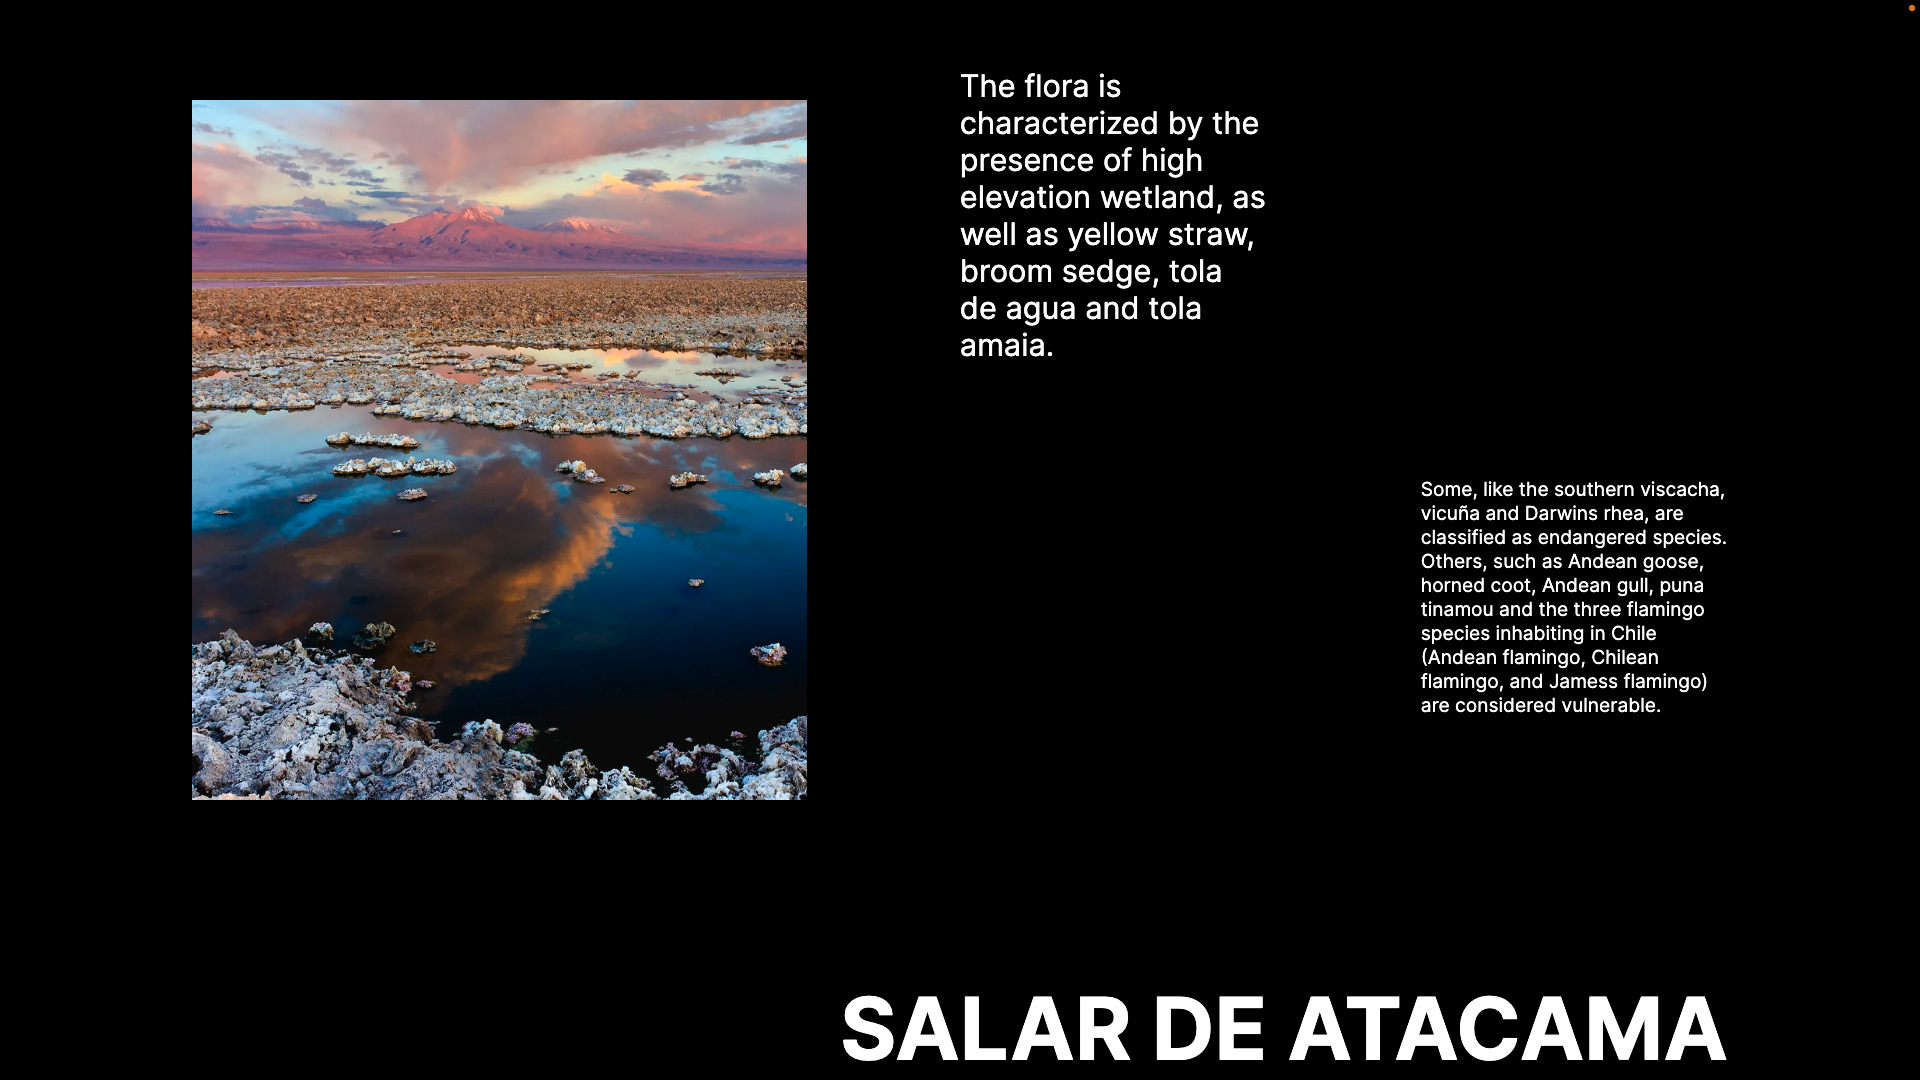 The flora is
characterized by the
presence of high
elevation wetland, as
well as yellow straw,
broom sedge, tola
de agua and tola
amaia.
Some, like the southern viscacha,
vicuña and Darwins rhea, are
classified as endangered species.
Others, such as Andean goose,
horned coot, Andean gull, puna
tinamou and the three flamingo
species inhabiting in Chile
(Andean flamingo, Chilean
flamingo, and Jamess flamingo)
are considered vulnerable.
SALAR DE ATACAMA